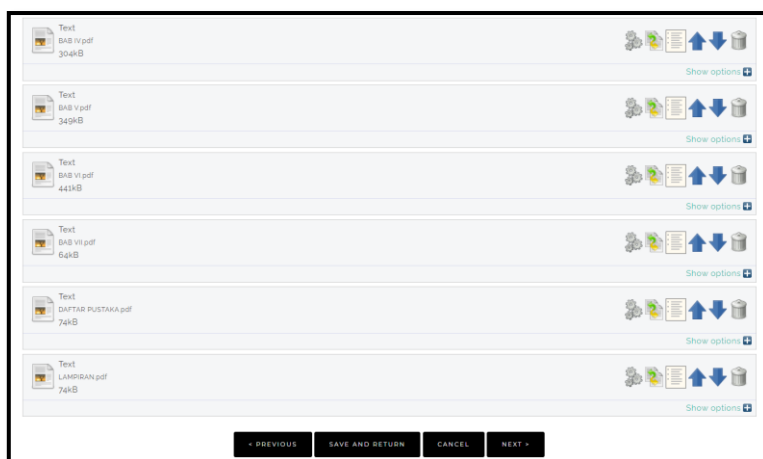 Text
BAB IV.pdf
304kB
Show options
Text
BAB V.pdf
349kB
Show options
Text
BAB VI.pdf
441kB
Show options
Text
BAB VII.pdf
64kB
Show options
Text
DAFTAR PUSTAKA.pdf
74kB
Show options
Text
LAMPIRAN.pdf
74kB
Show options
< PREVIOUS SAVE AND RETURN CANCEL NEXT >